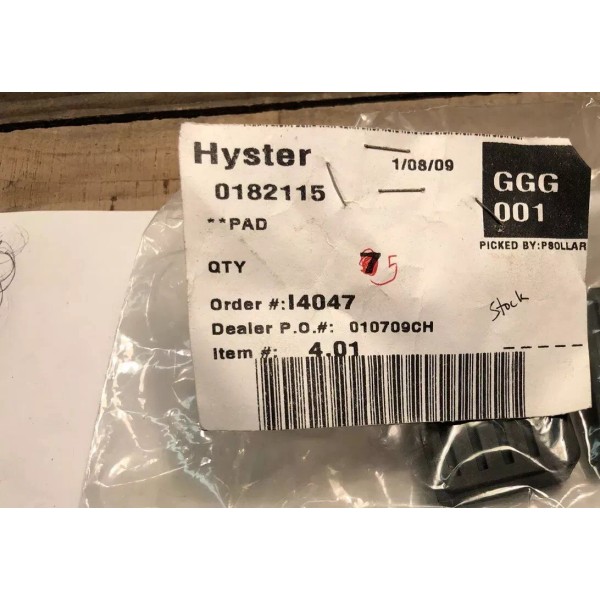 Hyster
1/08/09
0182115
GGG
001
**PAD
PICKED BY:PSOLLAR
QTY 7 5
Order #:I4047
Stock
Dealer P.O.#: 010709CH
Item #: 4.01